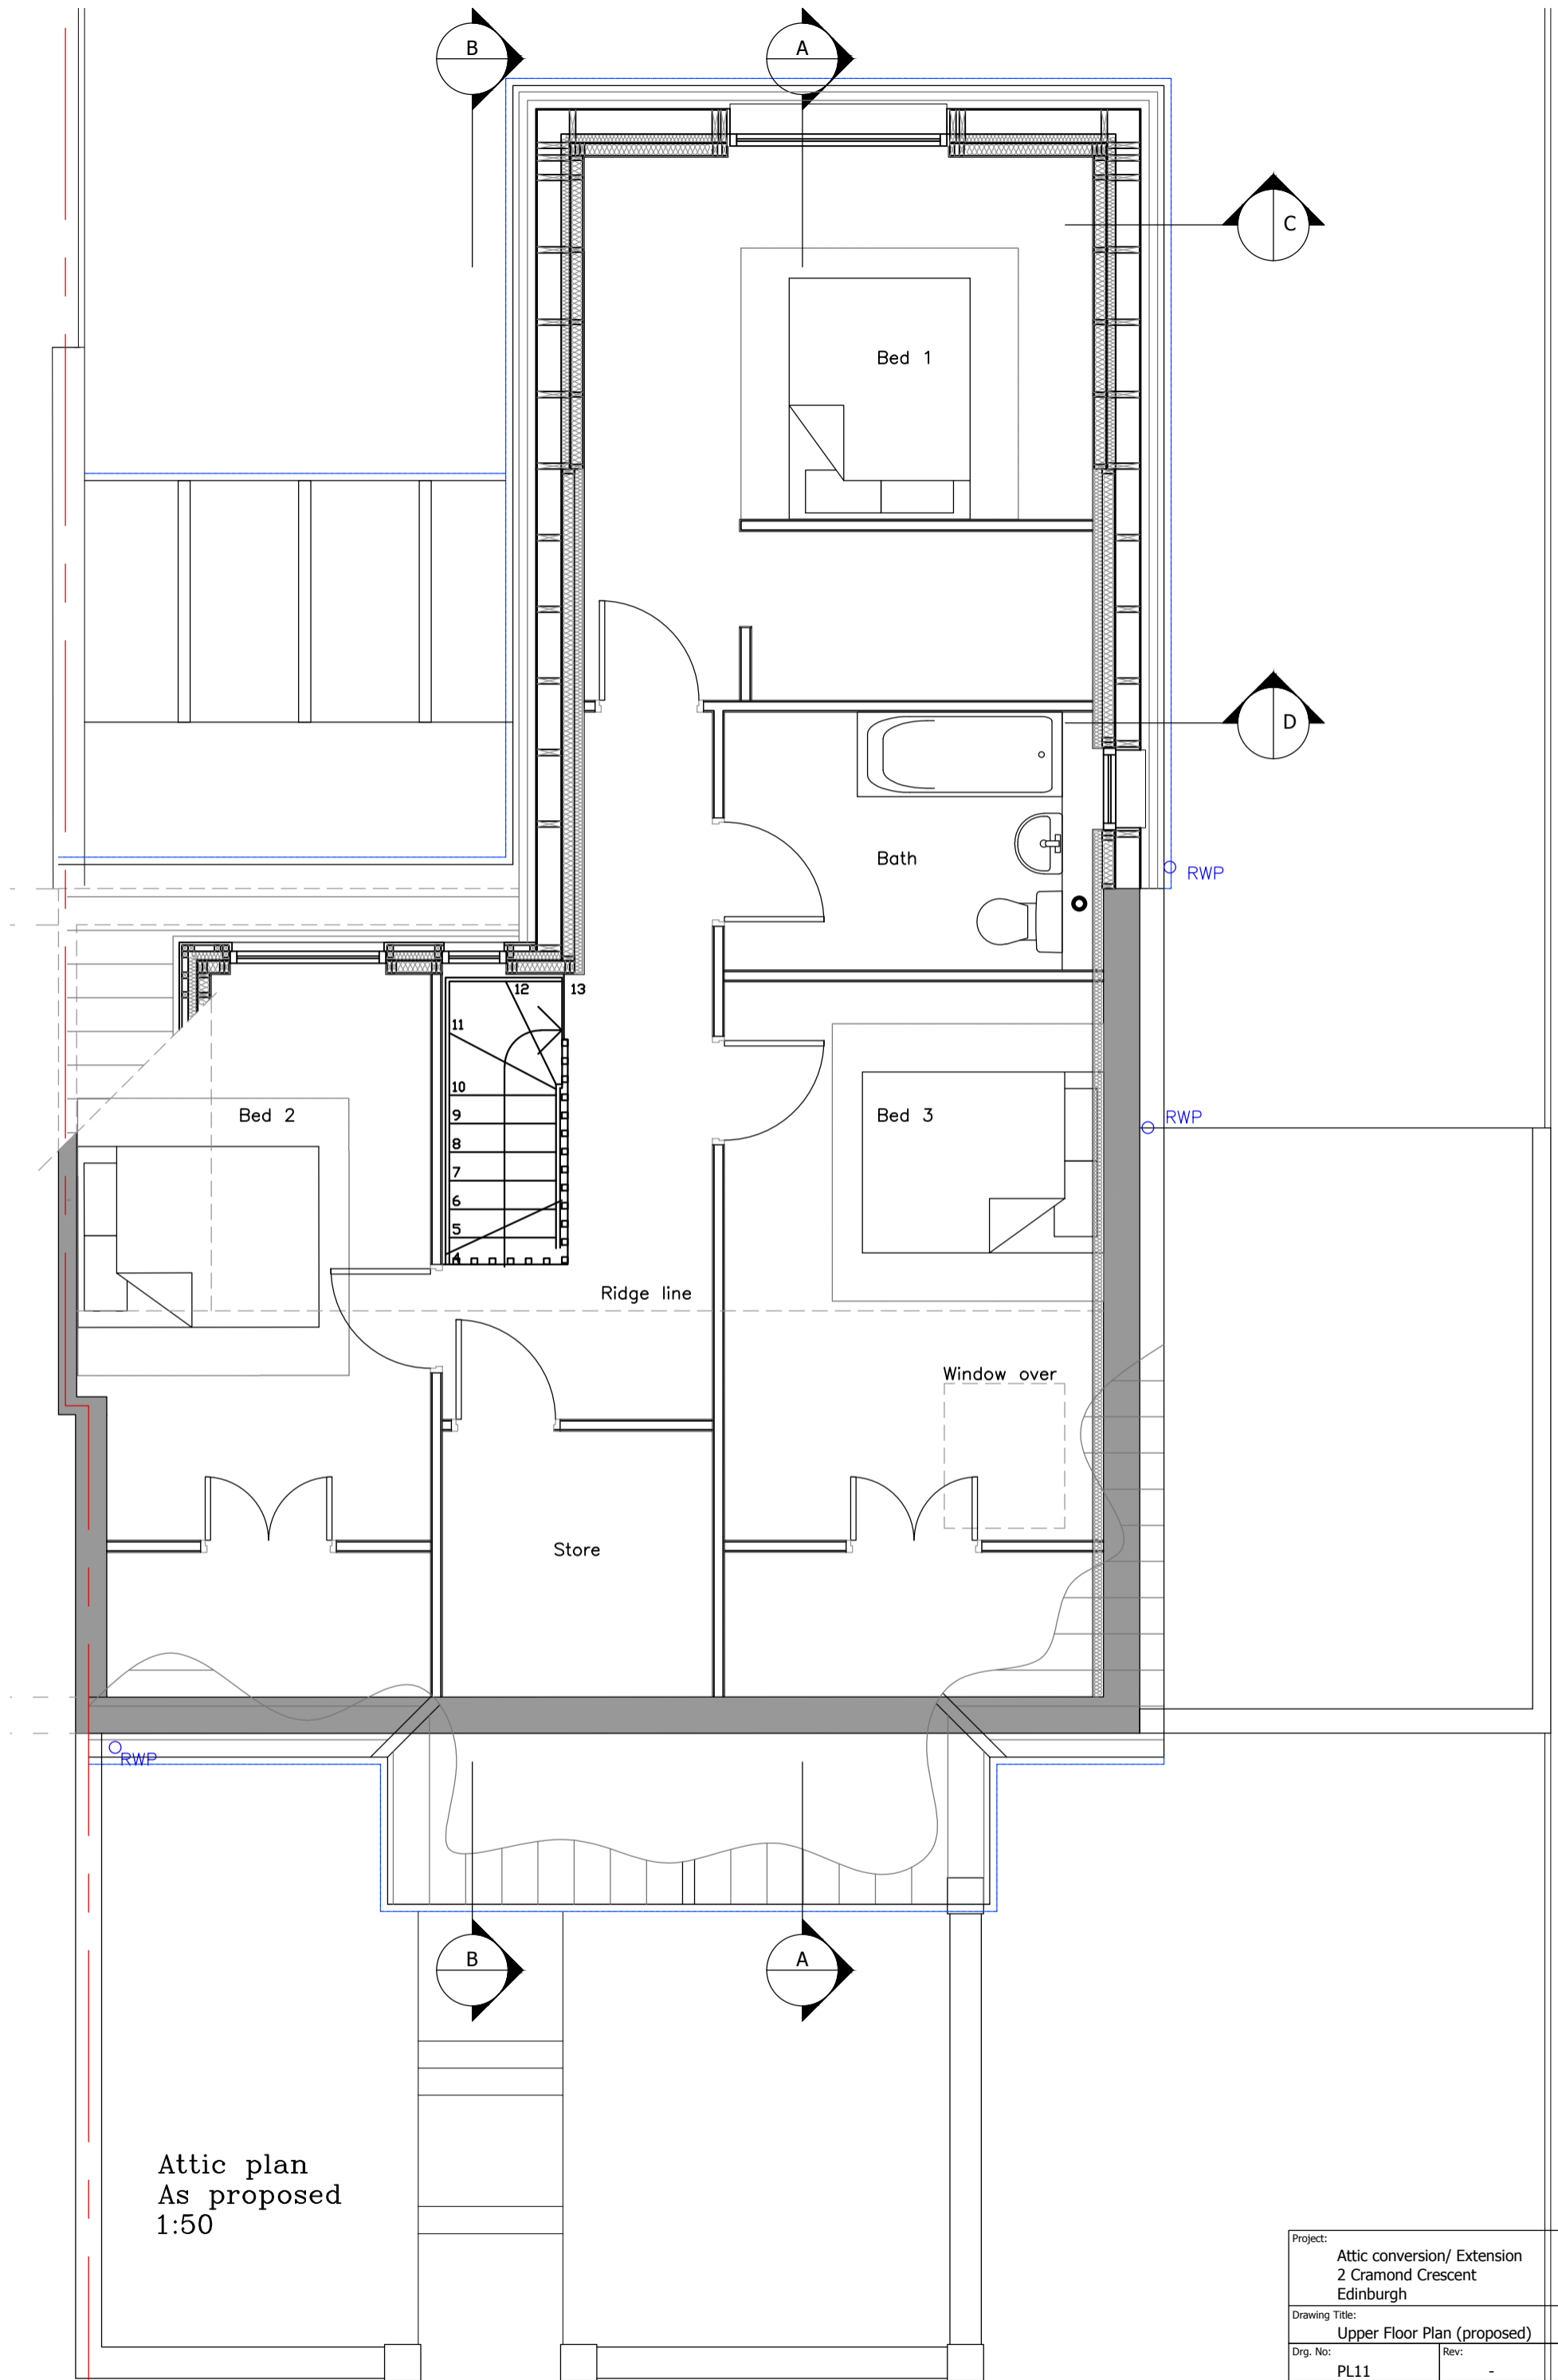 B
A
C
Bed 1
D
Bath
RWP
12
13
11
10
Bed 2
Bed 3
RWP
9
8
7
6
5
4
Ridge line
Window over
Store
RWP
B
A
Attic plan
As proposed
1:50
Project:
Attic conversion/ Extension
2 Cramond Crescent
Edinburgh
Drawing Title:
Upper Floor Plan (proposed)
Drg. No:
Rev:
PL11
-